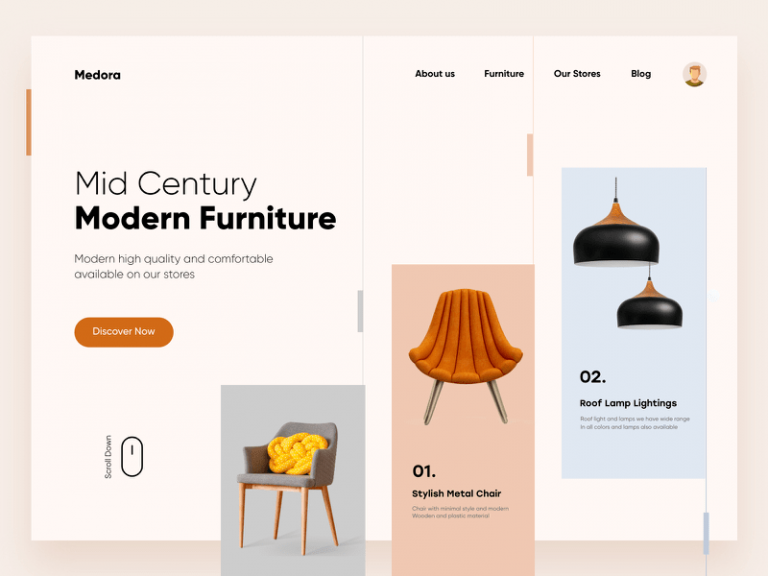 Medora
About us
Furniture
Our Stores
Blog
Mid Century
Modern Furniture
Modern high quality and comfortable
available on our stores
Discover Now
Scroll Down
01.
Stylish Metal Chair
Chair with minimal style and modern
Wooden and plastic material
02.
Roof Lamp Lightings
Roof light and lamps we have wide range
in all colors and lamps also available